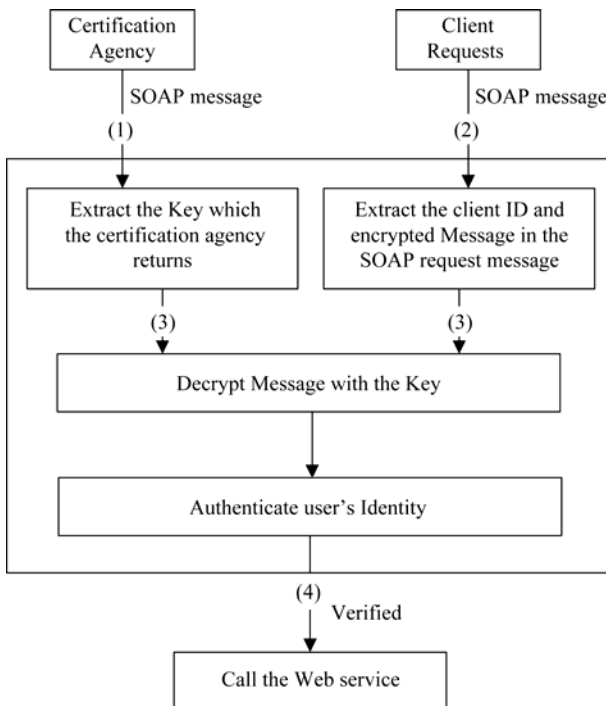 Certification
Agency
Client
Requests
SOAP message
SOAP message
(1)
(2)
Extract the Key which
the certification agency
returns
Extract the client ID and
encrypted Message in the
SOAP request message
(3)
(3)
Decrypt Message with the Key
Authenticate user's Identity
(4)
Verified
Call the Web service